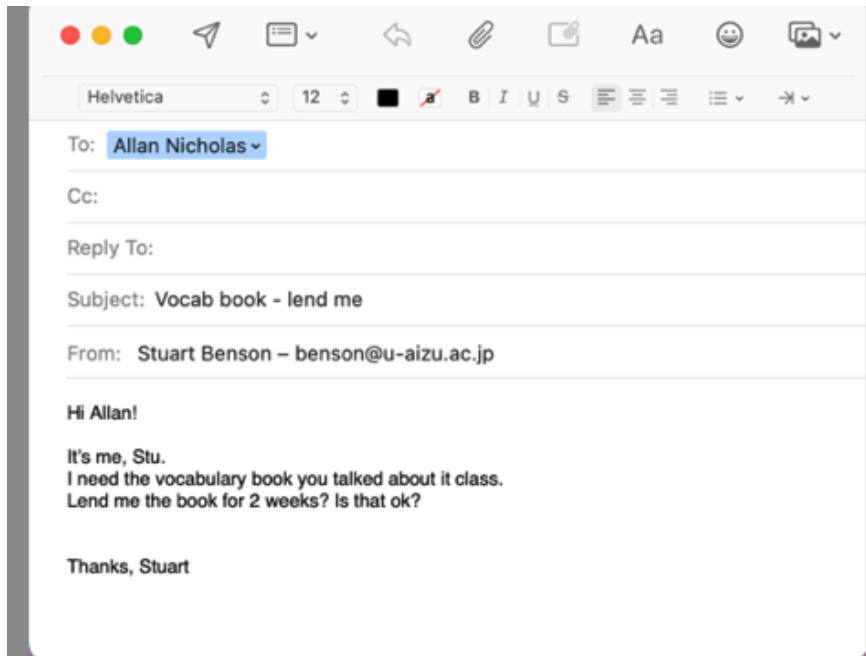 Aa
Helvetica 12 a B I U S
To: Allan Nicholas
Cc:
Reply To:
Subject: Vocab book - lend me
From: Stuart Benson – benson@u-aizu.ac.jp
Hi Allan!
It's me, Stu.
I need the vocabulary book you talked about it class.
Lend me the book for 2 weeks? Is that ok?
Thanks, Stuart